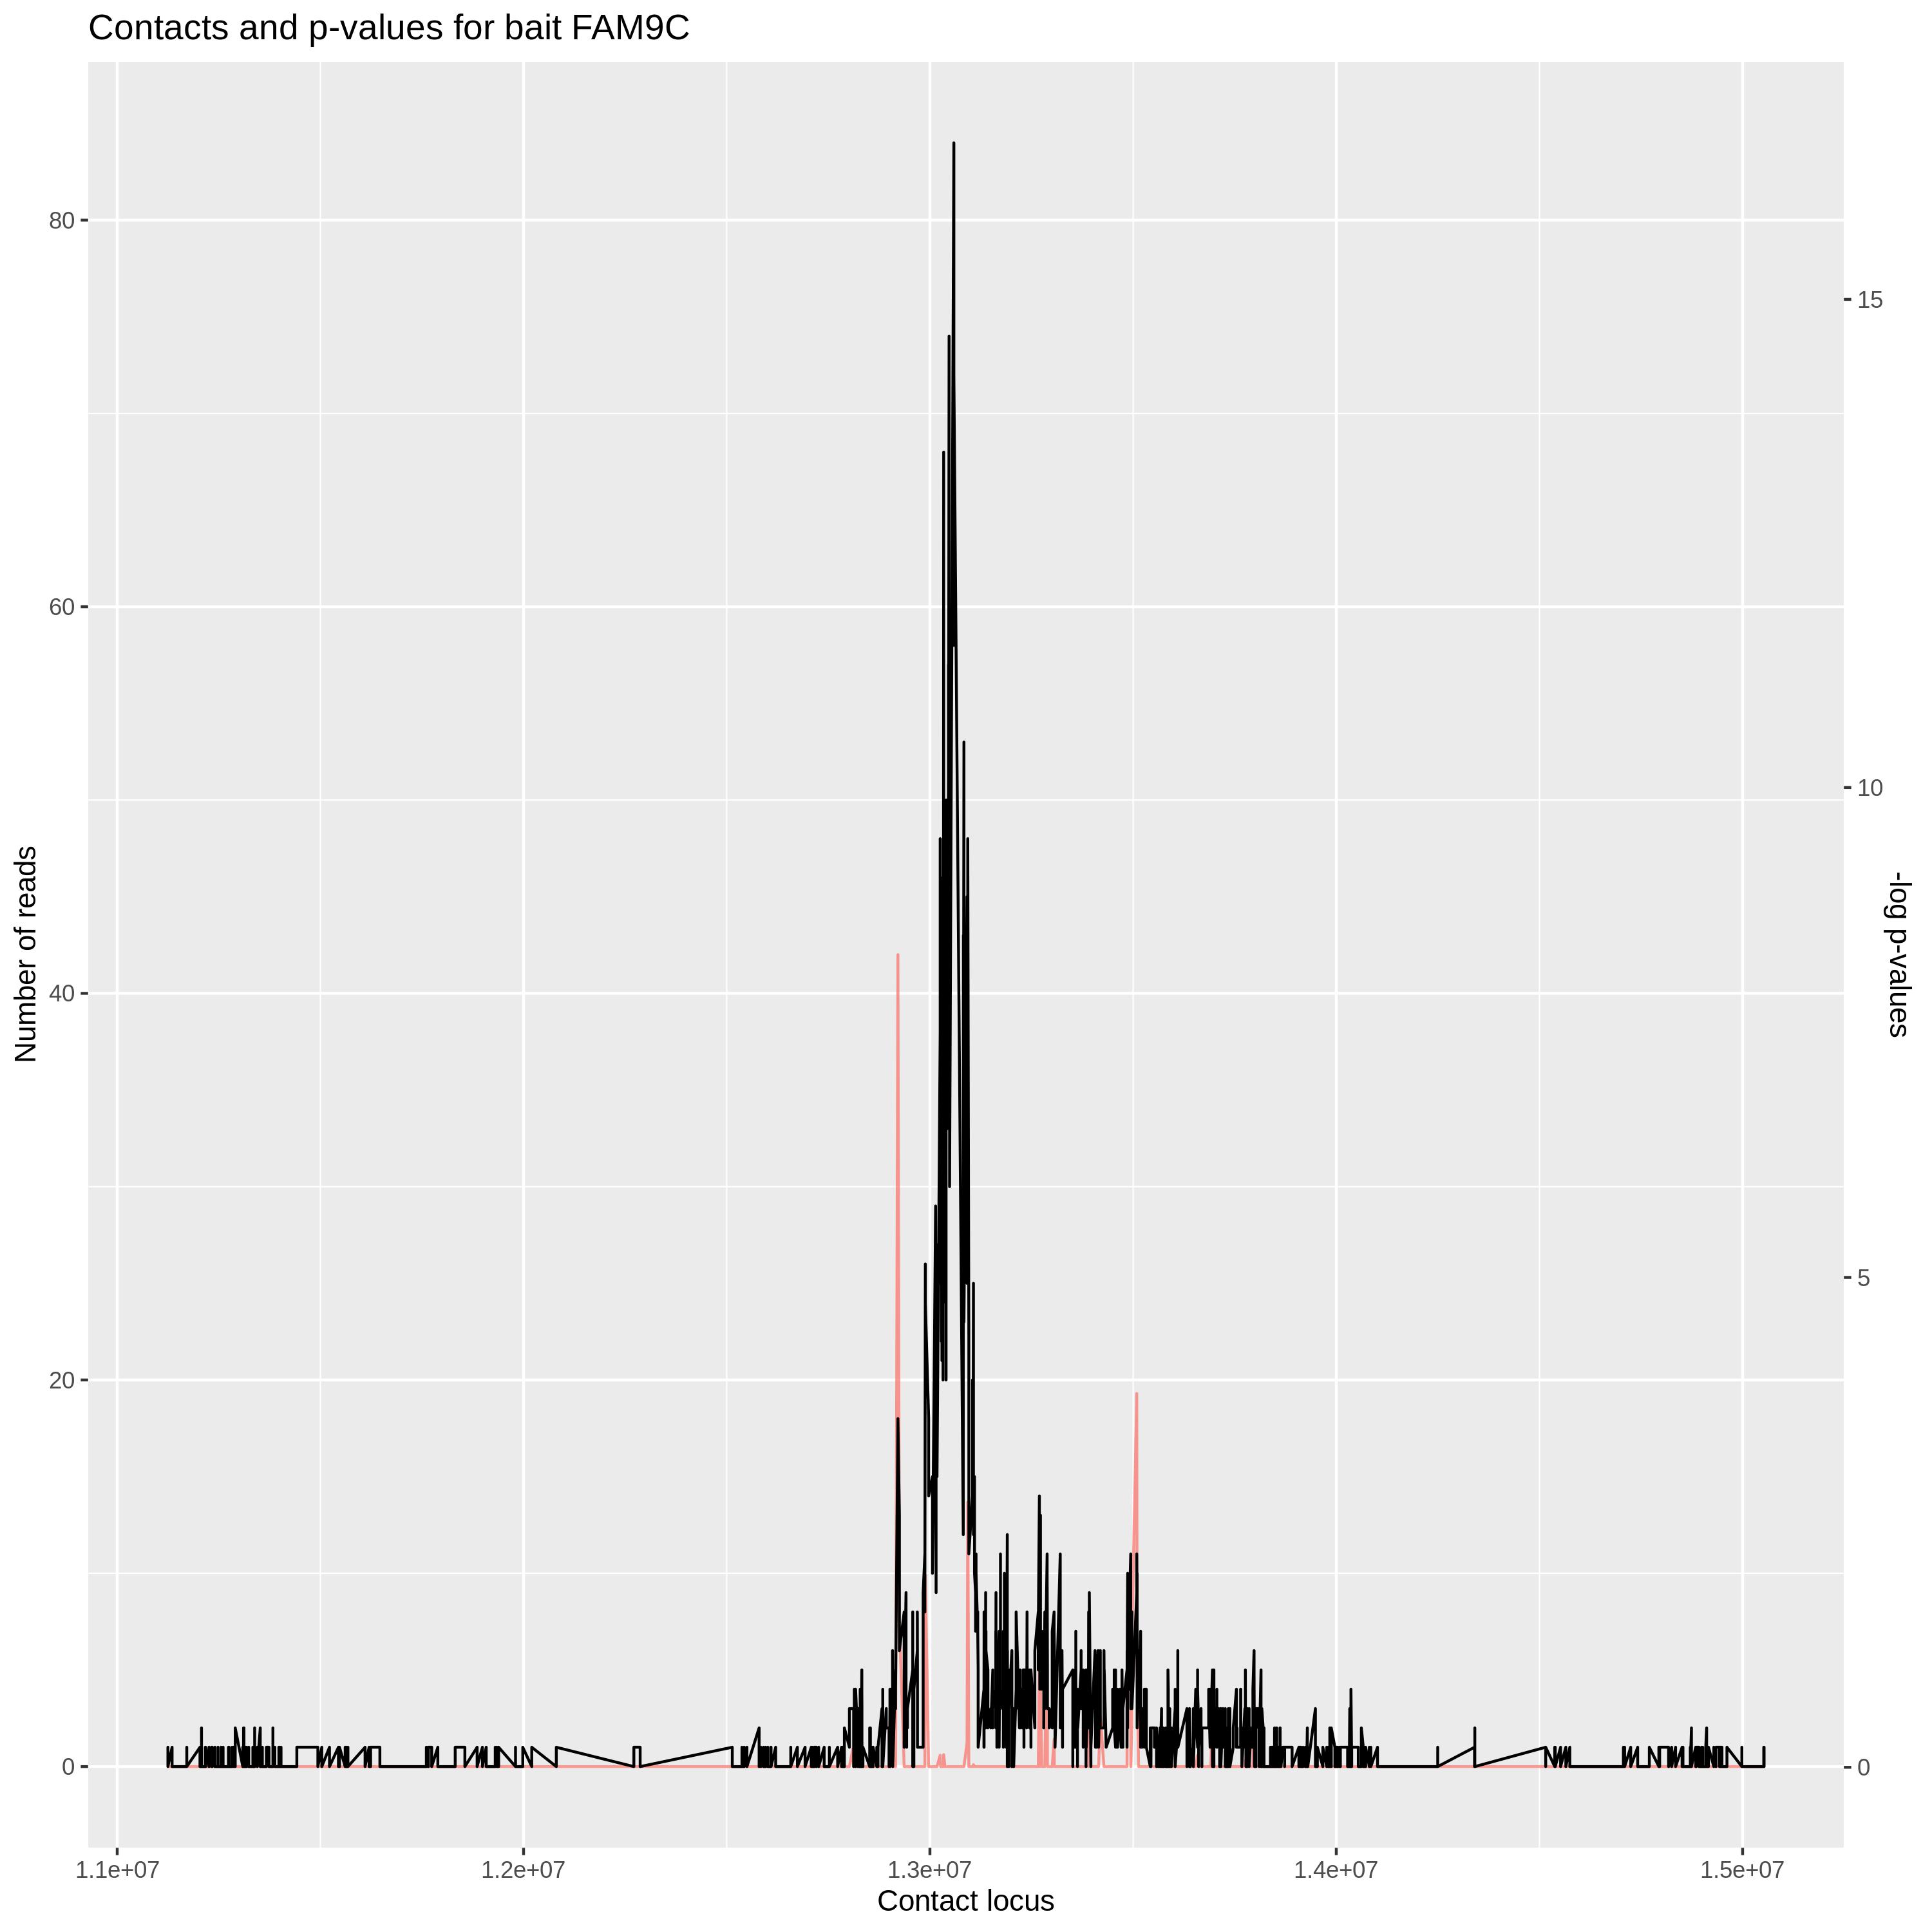 Contacts and p-values for bait FAM9C
Number of reads
80
60
40
20
0
15
10
5
0
-log p-values
1.1e+07 1.2e+07 1.3e+07 1.4e+07 1.5e+07
Contact locus